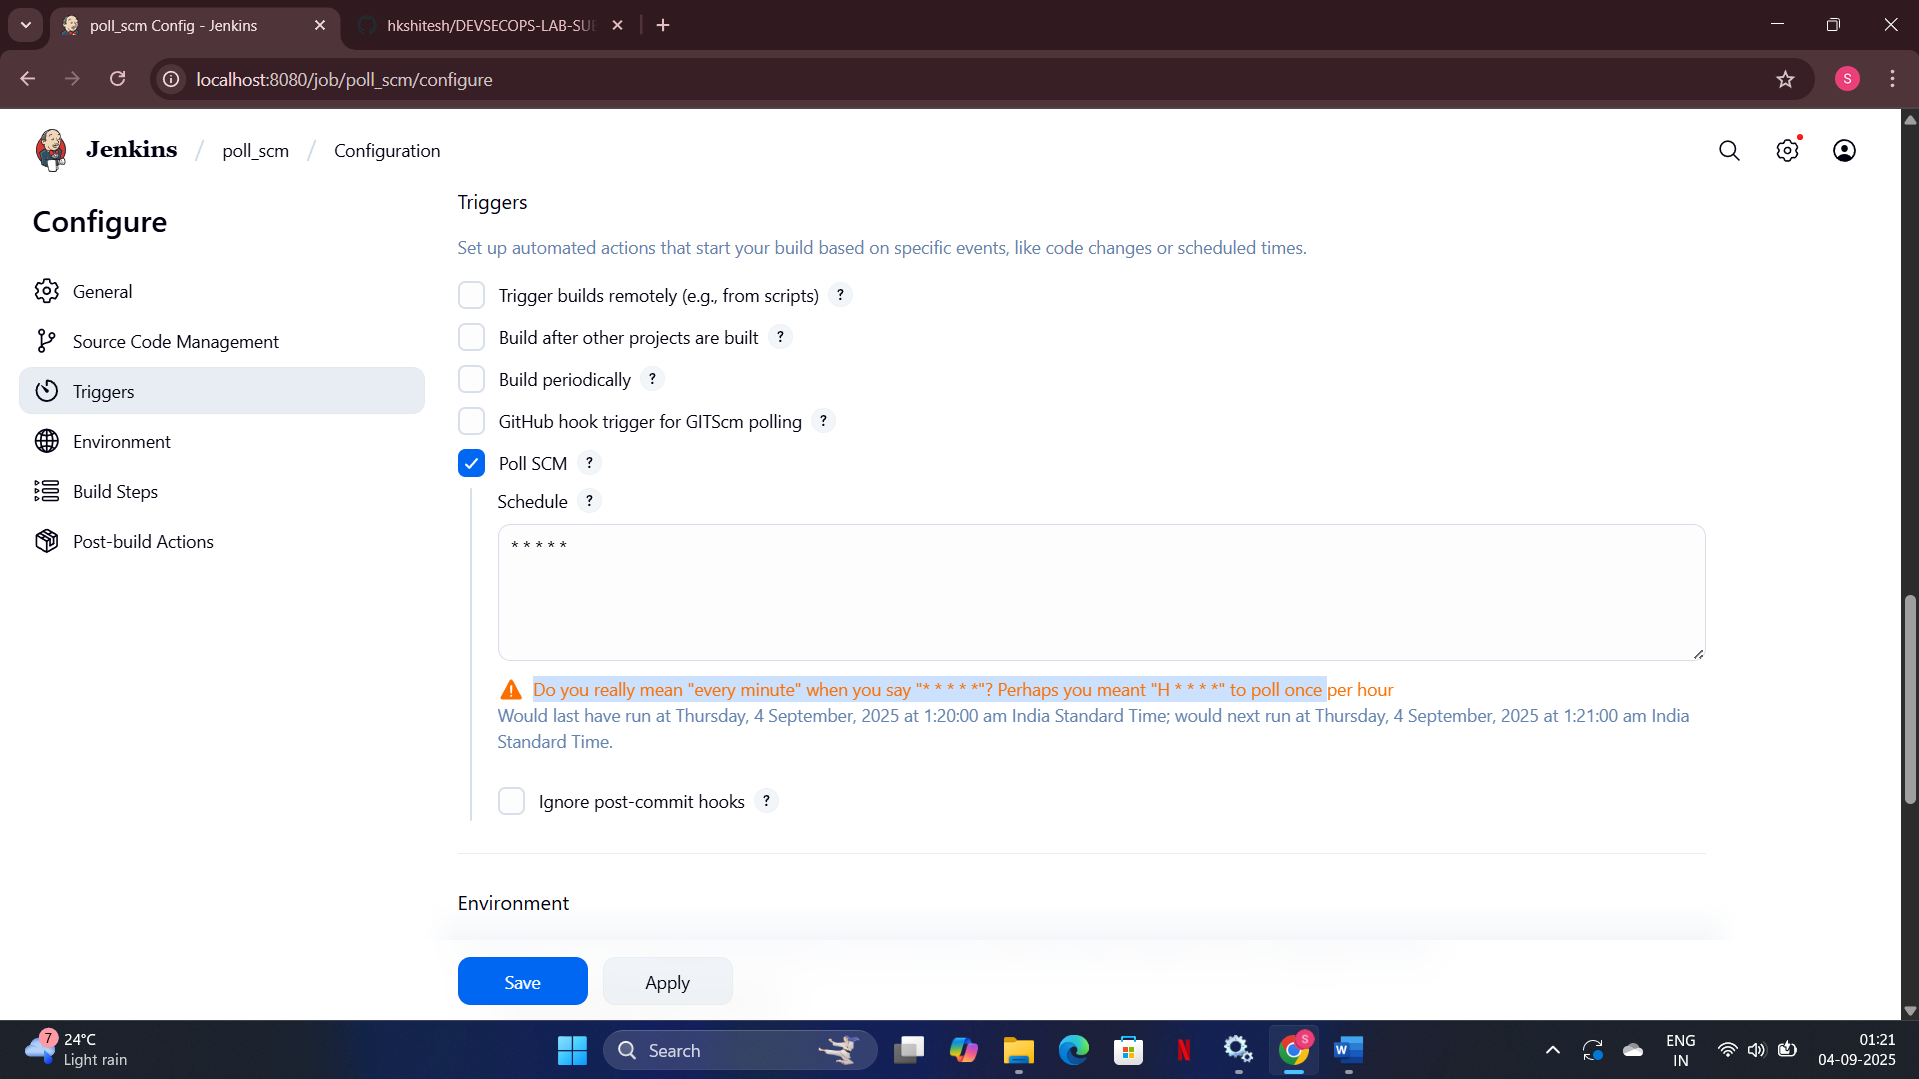 poll_scm Config - Jenkins
hkshitesh/DEVSECOPS-LAB-SU
localhost:8080/job/poll_scm/configure
S
Jenkins / poll_scm / Configuration
Configure
General
Source Code Management
Triggers
Environment
Build Steps
Post-build Actions
Triggers
Set up automated actions that start your build based on specific events, like code changes or scheduled times.
Trigger builds remotely (e.g., from scripts) ?
Build after other projects are built ?
Build periodically ?
GitHub hook trigger for GITScm polling ?
Poll SCM ?
Schedule ?
* * * * *
Do you really mean "every minute" when you say "* * * * *"? Perhaps you meant "H * * * *" to poll once per hour
Would last have run at Thursday, 4 September, 2025 at 1:20:00 am India Standard Time; would next run at Thursday, 4 September, 2025 at 1:21:00 am India
Standard Time.
Ignore post-commit hooks ?
Environment
Save
Apply
7
24°C
Light rain
Search
N
S
W
ENG
IN
01:21
04-09-2025